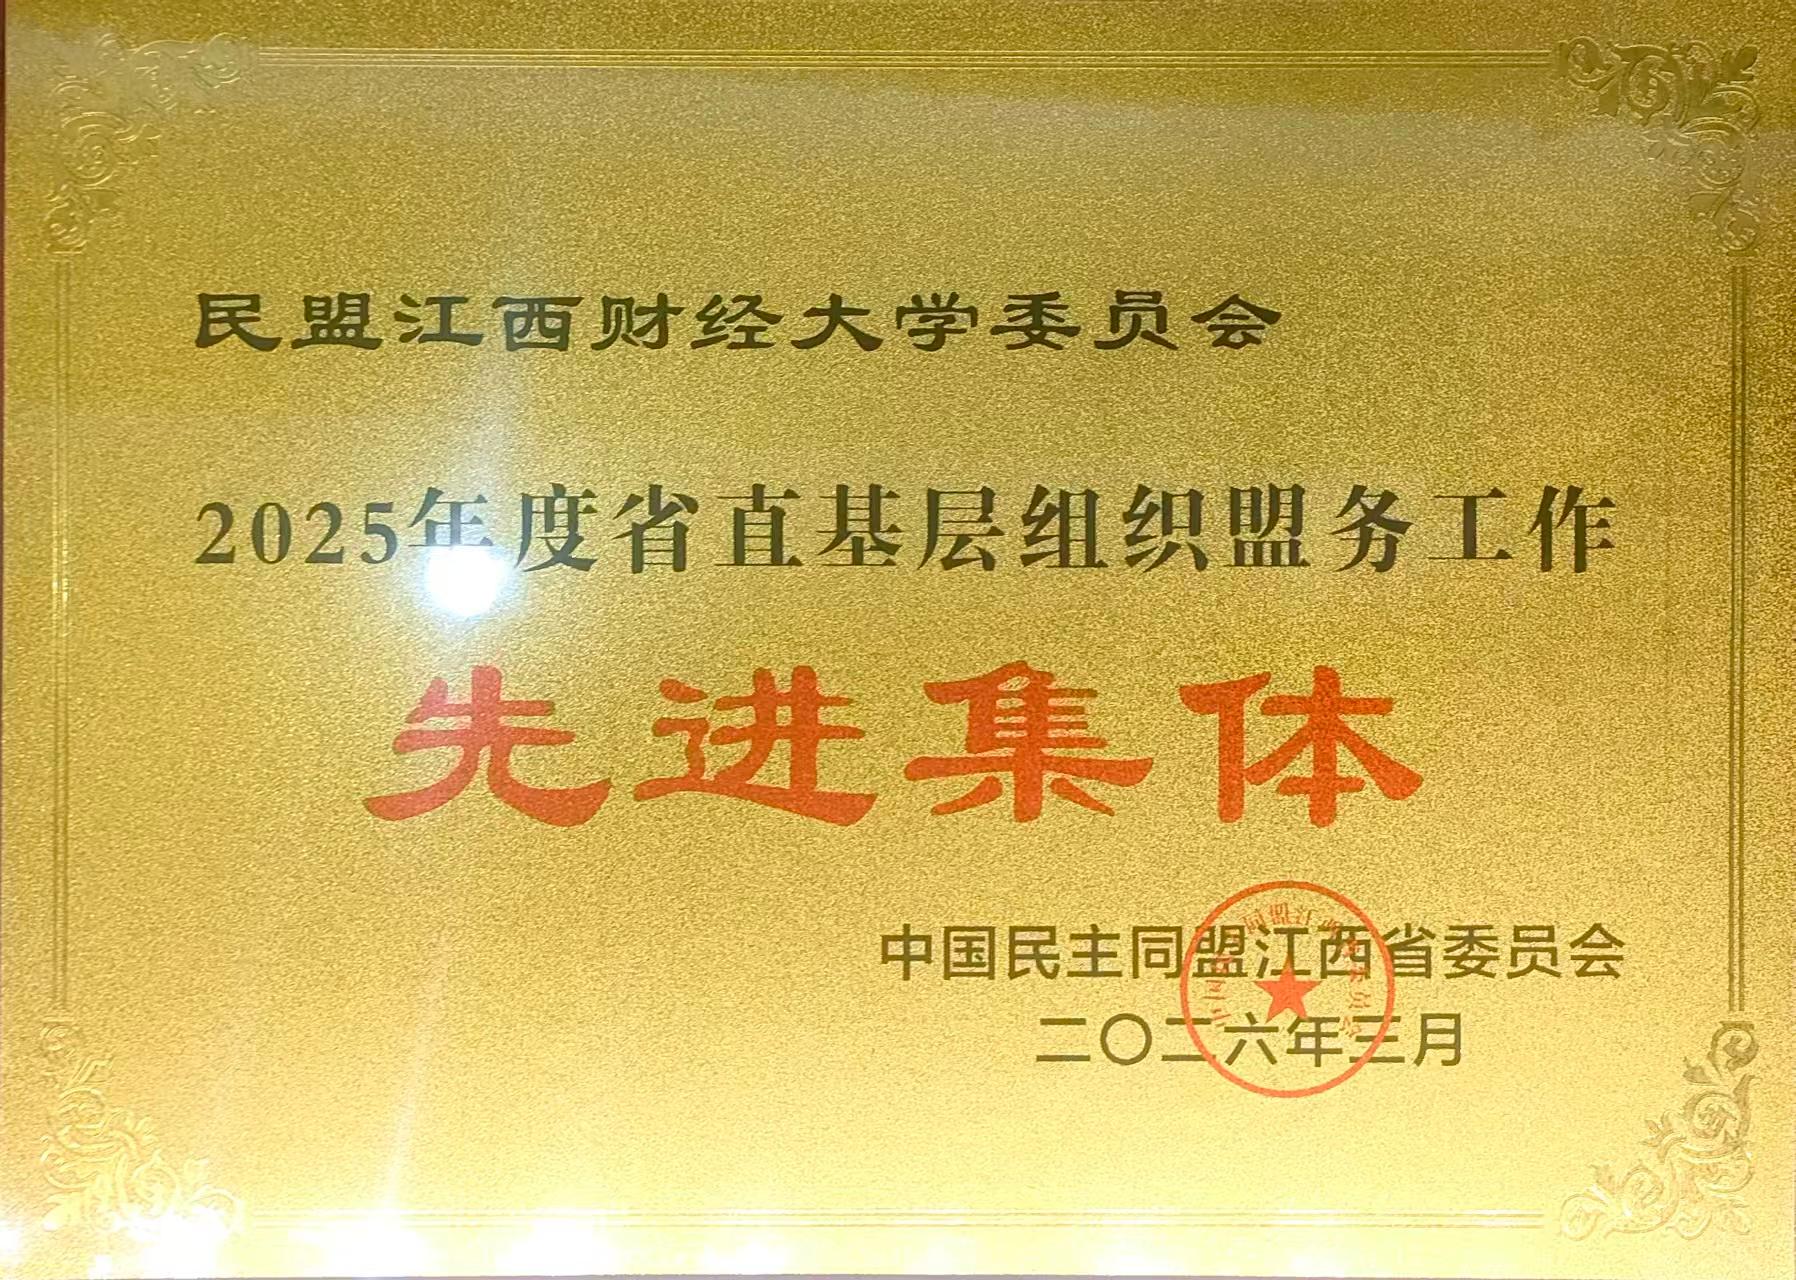 民盟江西财经大学委员会
2025年度省直基层组织盟务工作
先进集体
中国民主同盟江西省委员会
二〇二六年三月